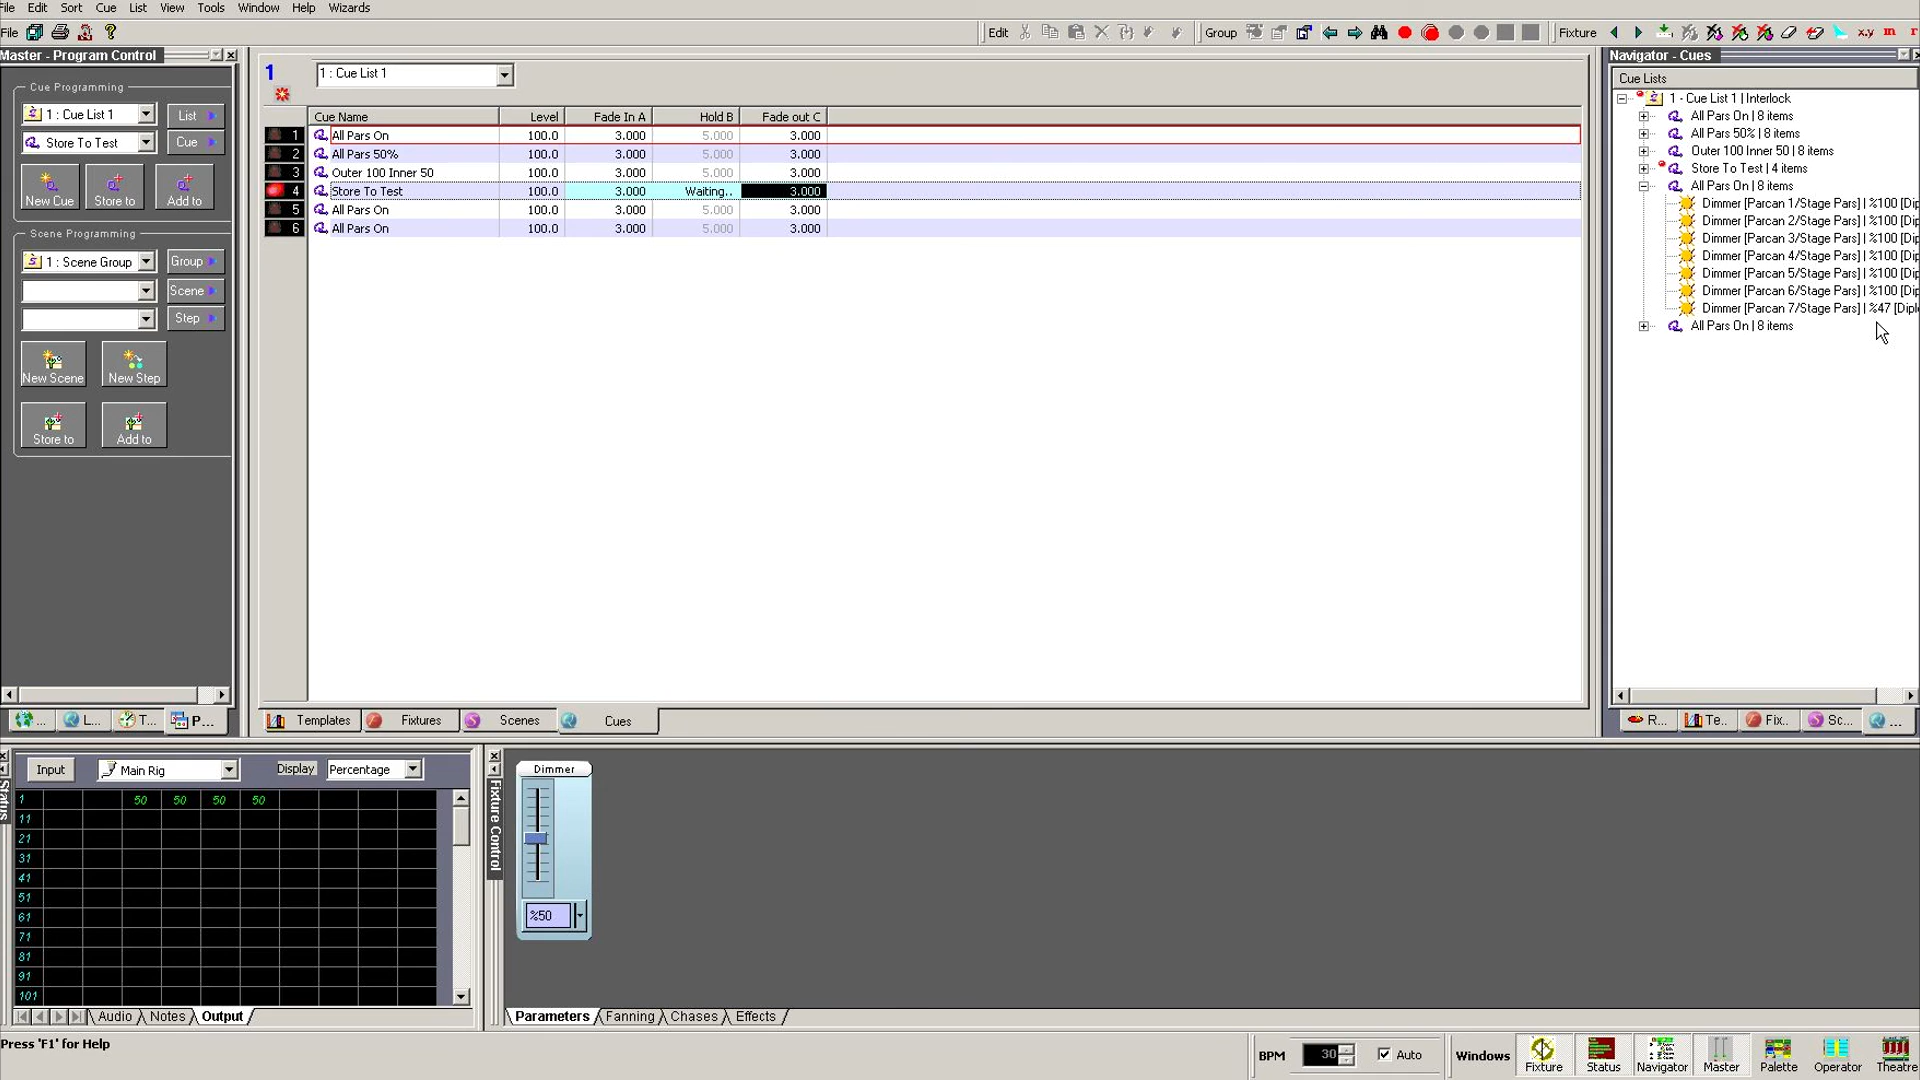 File Edit Sort Cue List View Tools Window Help Wizards
File Edit Group Fixture x.y m
Master - Program Control
Cue Programming
1 : Cue List 1 List
Store To Test Cue
New Cue Store to Add to
Scene Programming
1 : Scene Group Group
Scene
Step
New Scene New Step
Store to Add to
L... T... P...
1
1 : Cue List 1
Cue Name Level Fade In A Hold B Fade out C
1 All Pars On 100.0 3.000 5.000 3.000
2 All Pars 50% 100.0 3.000 5.000 3.000
3 Outer 100 Inner 50 100.0 3.000 5.000 3.000
4 Store To Test 100.0 3.000 Waiting.. 3.000
5 All Pars On 100.0 3.000 5.000 3.000
6 All Pars On 100.0 3.000 5.000 3.000
Templates Fixtures Scenes Cues
Navigator - Cues
Cue Lists
1 - Cue List 1 | Interlock
All Pars On | 8 items
All Pars 50% | 8 items
Outer 100 Inner 50 | 8 items
Store To Test | 4 items
All Pars On | 8 items
Dimmer [Parcan 1/Stage Pars] | %100 [Dip
Dimmer [Parcan 2/Stage Pars] | %100 [Dip
Dimmer [Parcan 3/Stage Pars] | %100 [Dip
Dimmer [Parcan 4/Stage Pars] | %100 [Dip
Dimmer [Parcan 5/Stage Pars] | %100 [Dip
Dimmer [Parcan 6/Stage Pars] | %100 [Dip
Dimmer [Parcan 7/Stage Pars] | %47 [Dipl
All Pars On | 8 items
R... Te.. Fix.. Sc... ...
Status
Input Main Rig Display Percentage
1 50 50 50 50
11
21
31
41
51
61
71
81
91
101
Audio Notes Output
Fixture Control
Dimmer
%50
Parameters Fanning Chases Effects
Press 'F1' for Help
BPM 30 Auto
Windows Fixture Status Navigator Master Palette Operator Theatre